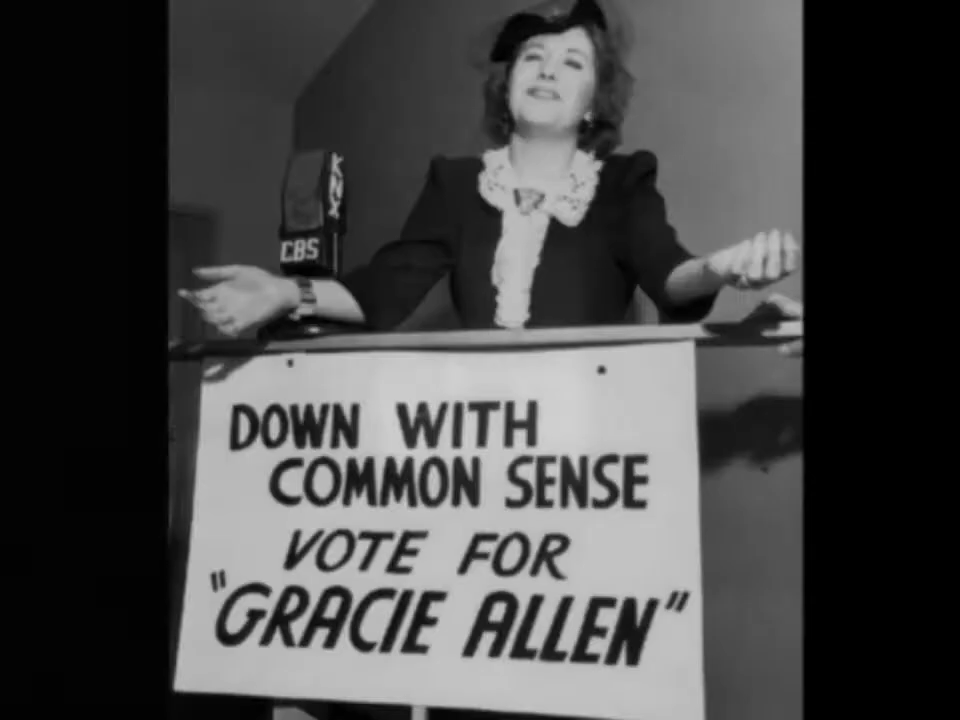 KNX
CBS
DOWN WITH
COMMON SENSE
VOTE FOR
"GRACIE ALLEN"